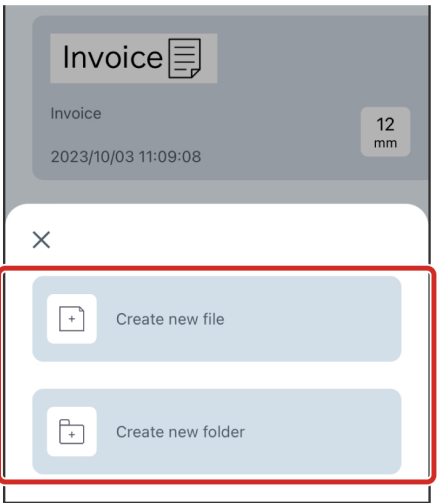 Invoice
Invoice
12
mm
2023/10/03 11:09:08
Create new file
Create new folder